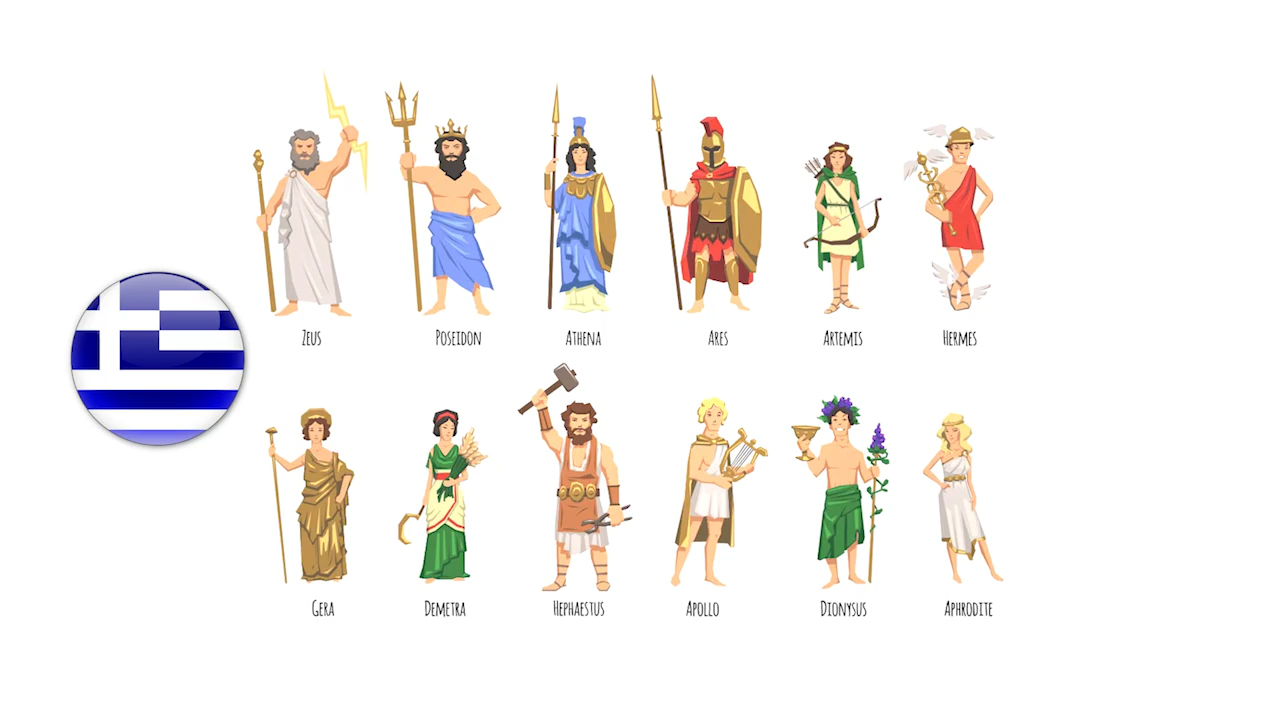 Zeus Poseidon Athena Ares Artemis Hermes
Gera Demetra Hephaestus Apollo Dionysus Aphrodite